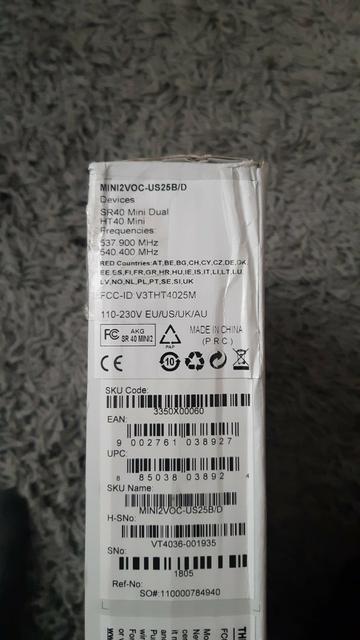 MINI2VOC-US25B/D
Devices
SR40 Mini Dual
HT40 Mini
Frequencies:
537.900 MHz
540.400 MHz
RED Countries:AT,BE,BG,CH,CY,CZ,DE,DK
EE,ES,FI,FR,GR,HR,HU,IE,IS,IT,LI,LT,LU
LV,NO,NL,PL,PT,SE,SI,UK
FCC-ID V3THT4025M
110-230V EU/US/UK/AU
FC AKG
SR 40 MINI2
PAP
MADE IN CHINA
(P R C )
CE
10
SKU Code:
3350X00060
EAN:
9 002761 038927
UPC:
8 85038 03892 4
SKU Name:
MINI2VOC-US25B/D
H-SNo:
VT4036-001935
SNo:
1805
Ref-No:
SO#:110000784940